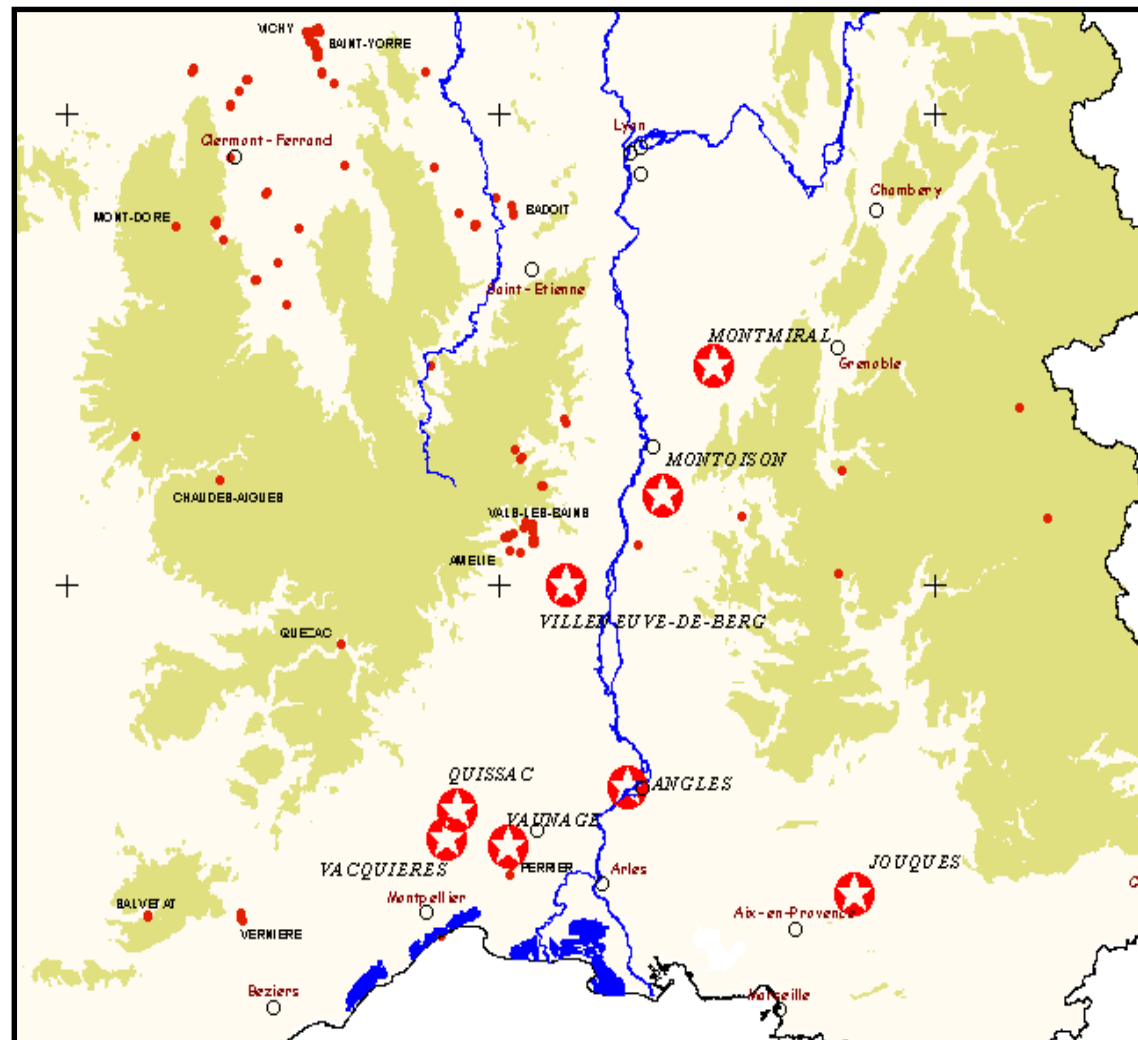 VICHY
SAINT-YORRE
Lyon
Clermont-Ferrand
Chambery
MONT-DORE
BADOIT
Saint-Etienne
MONTMIRAL
Grenoble
MONTOISON
CHAUDES-AIGUES
VALS-LES-BAINS
AMELIE
VILLENEUVE-DE-BERG
QUEZAC
QUISSAC
ANGLES
VAUNAGE
VACQUIERES
PERRIER
JOUQUES
Arles
Montpellier
SALVETAT
Aix-en-Provence
VERNIERE
Beziers
Marseille